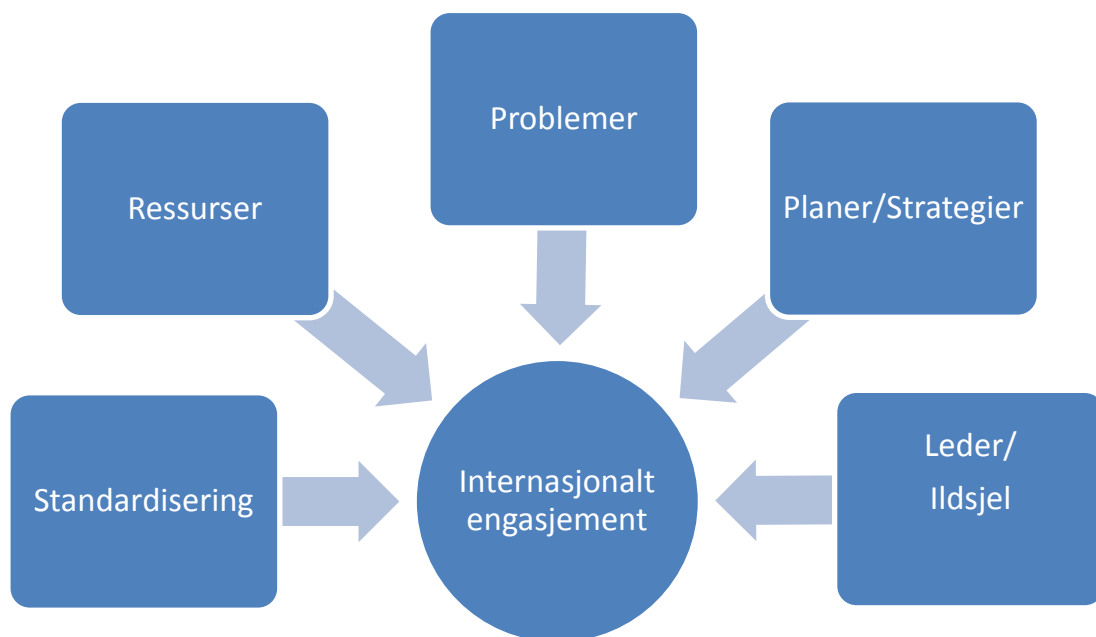 Problemer
Ressurser
Planer/Strategier
Standardisering
Internasjonalt
engasjement
Leder/
Ildsjel